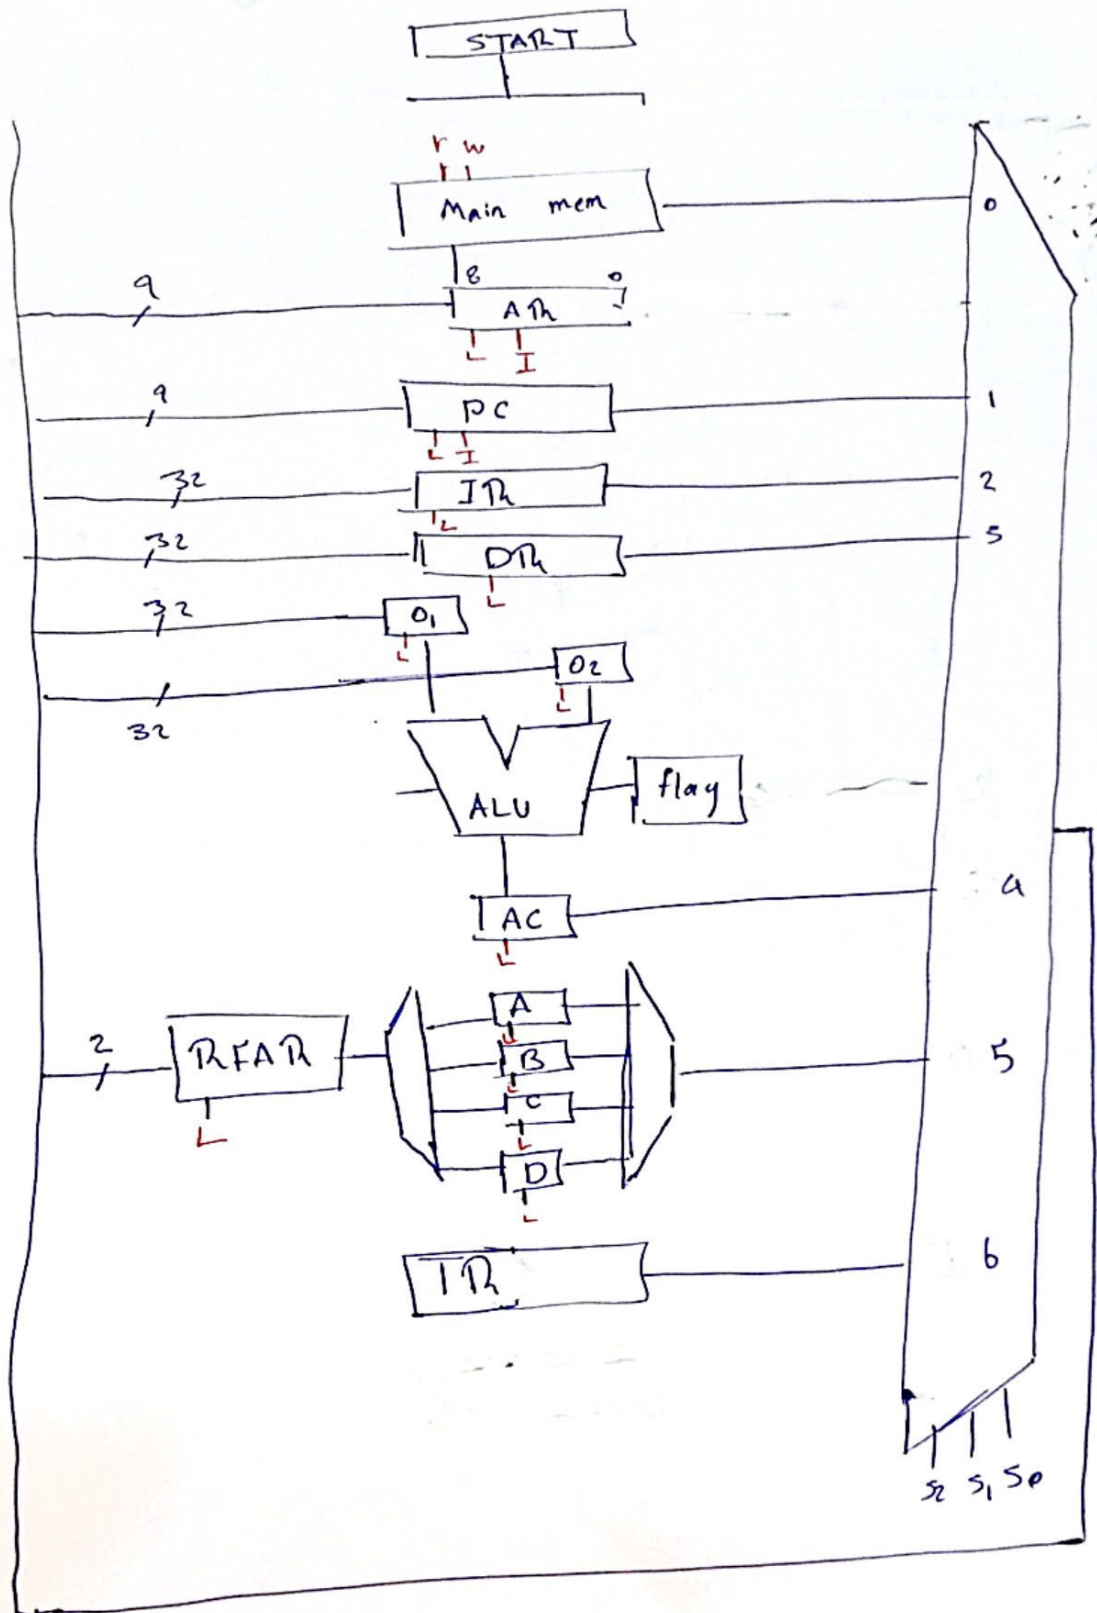 START
r w
Main mem 0
8 0
9 AR
L I
9 PC 1
L I
32 IR 2
L
32 DR 3
L
32 O1
L
O2
L
32
ALU flag
AC 4
L
A
L
2 RFAR B 5
L
L
C
L
D
L
TR 6
S2 S1 S0